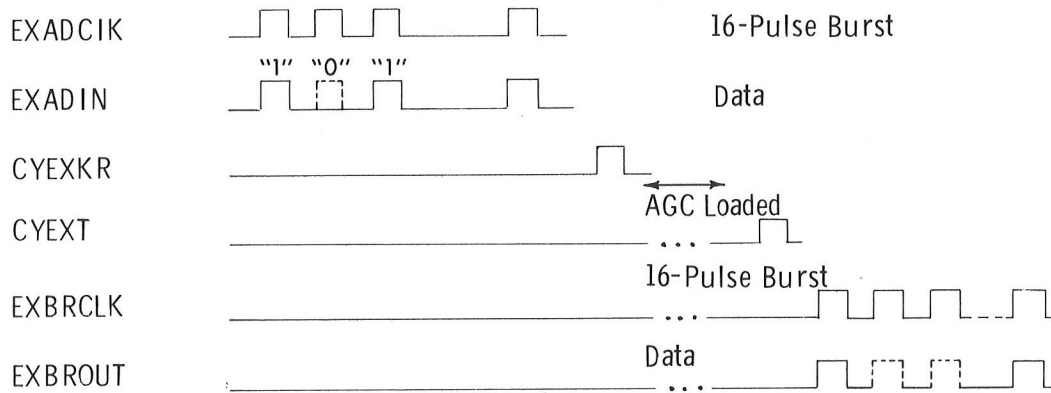 EXADCIK 16-Pulse Burst
"1" "0" "1"
EXADIN Data
CYEXKR
AGC Loaded
CYEXT ...
16-Pulse Burst
EXBRCLK ...
Data
EXBROUT ...